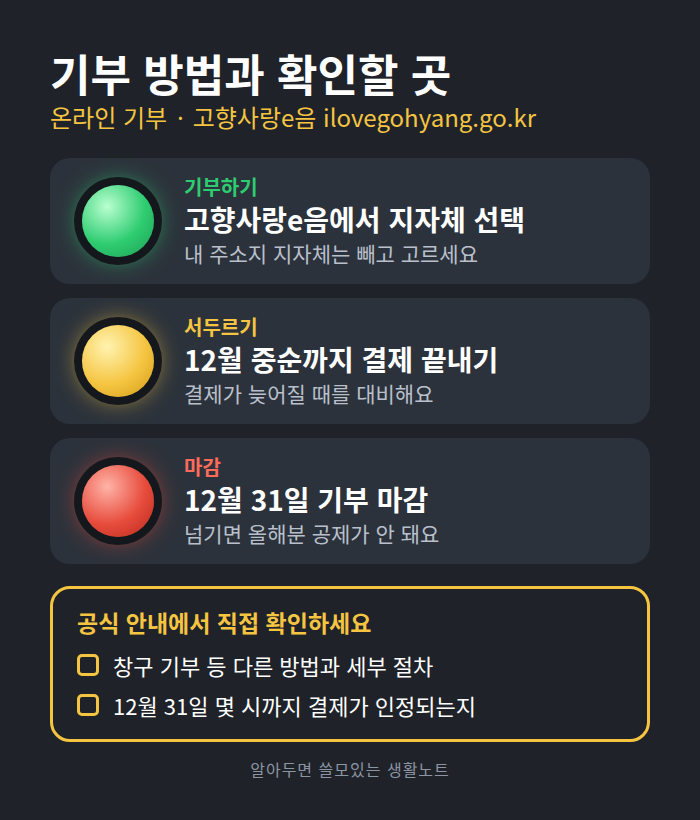 기부 방법과 확인할 곳
온라인 기부 · 고향사랑e음 ilovegohyang.go.kr
기부하기
고향사랑e음에서 지자체 선택
내 주소지 지자체는 빼고 고르세요
서두르기
12월 중순까지 결제 끝내기
결제가 늦어질 때를 대비해요
마감
12월 31일 기부 마감
넘기면 올해분 공제가 안 돼요
공식 안내에서 직접 확인하세요
창구 기부 등 다른 방법과 세부 절차
12월 31일 몇 시까지 결제가 인정되는지
알아두면 쓸모있는 생활노트